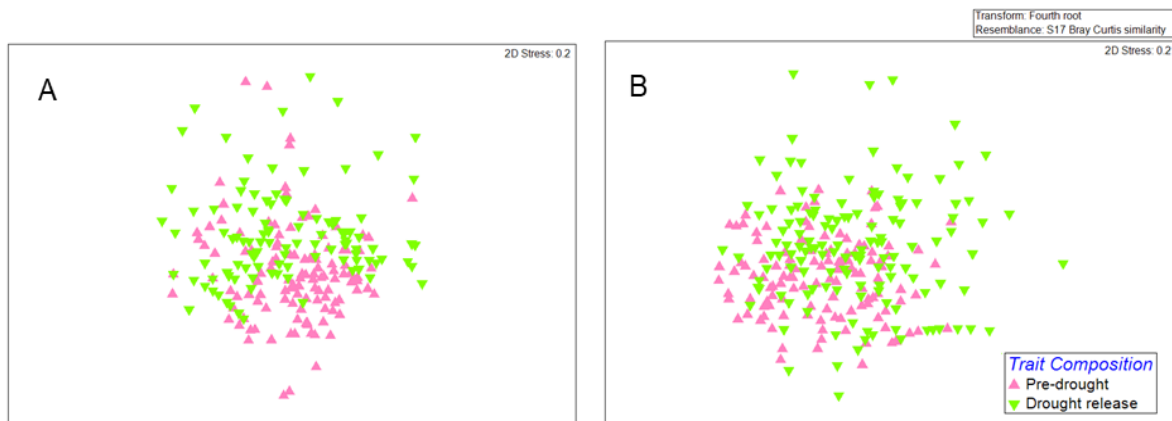 Transform: Fourth root
Resemblance: S17 Bray Curtis similarity
2D Stress: 0.2
A
2D Stress: 0.2
B
Trait Composition
Pre-drought
Drought release